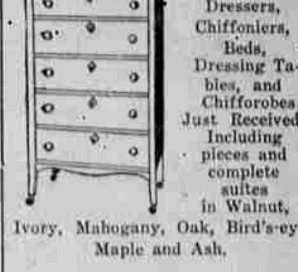 Dressers,
Chiffoniers,
Beds,
Dressing Ta-
bles, and
Chifforobes
Just Received
Including
pieces and
complete
suites
in Walnut,
Ivory, Mahogany, Oak, Bird's-ey
Maple and Ash.